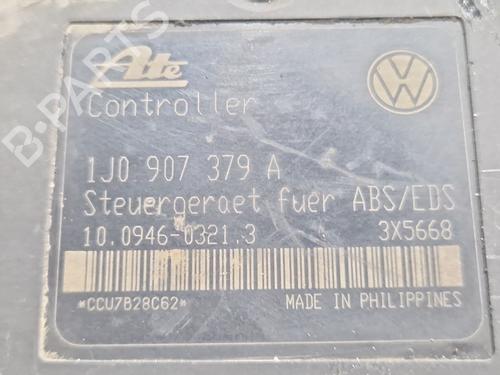 Ate
VW
Controller
1J0 907 379 A
Steuergeraet fuer ABS/EDS
10.0946-0321.3 3X5668
*CCU7B28C62* MADE IN PHILIPPINES
B-PARTS